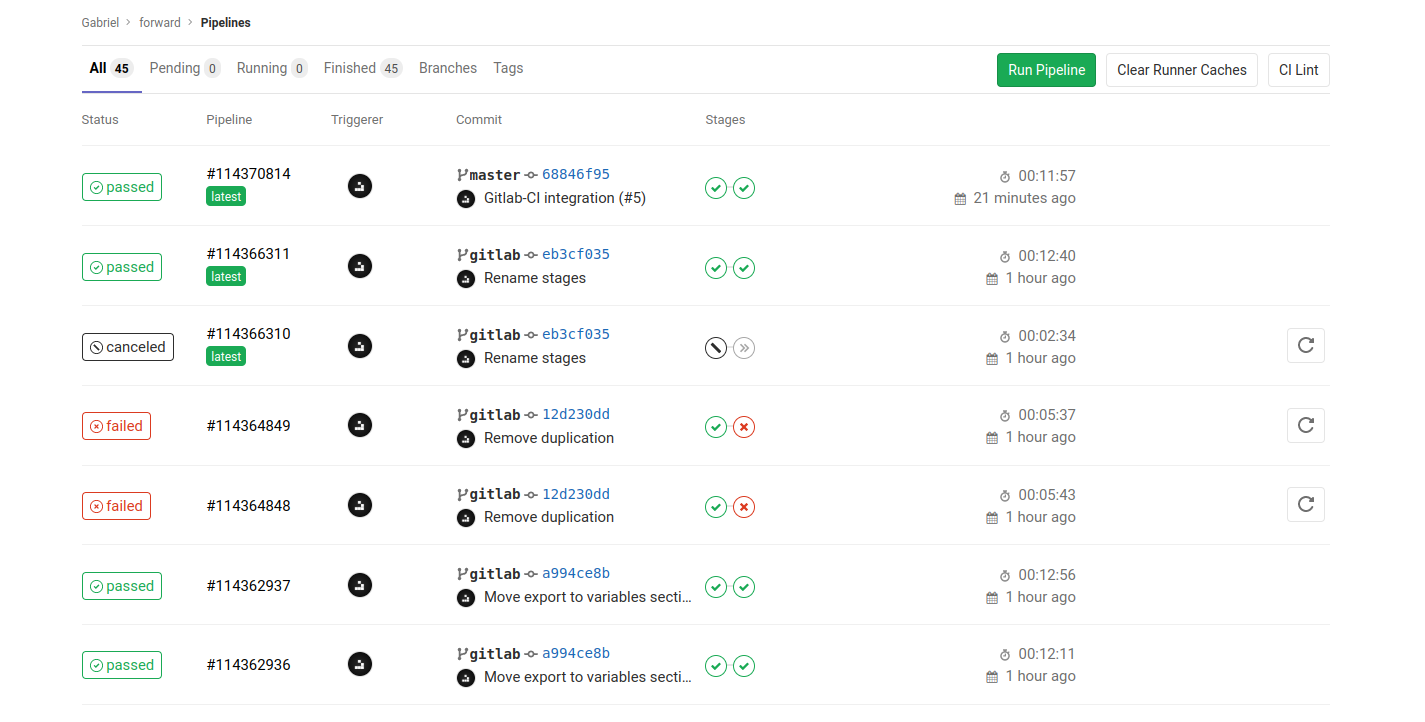 Gabriel > forward > Pipelines
All 45 Pending 0 Running 0 Finished 45 Branches Tags Run Pipeline Clear Runner Caches CI Lint
Status Pipeline Triggerer Commit Stages
passed #114370814 latest master 68846f95 00:11:57
Gitlab-CI integration (#5) 21 minutes ago
passed #114366311 latest gitlab eb3cf035 00:12:40
Rename stages 1 hour ago
canceled #114366310 latest gitlab eb3cf035 00:02:34
Rename stages 1 hour ago
failed #114364849 gitlab 12d230dd 00:05:37
Remove duplication 1 hour ago
failed #114364848 gitlab 12d230dd 00:05:43
Remove duplication 1 hour ago
passed #114362937 gitlab a994ce8b 00:12:56
Move export to variables secti... 1 hour ago
passed #114362936 gitlab a994ce8b 00:12:11
Move export to variables secti... 1 hour ago